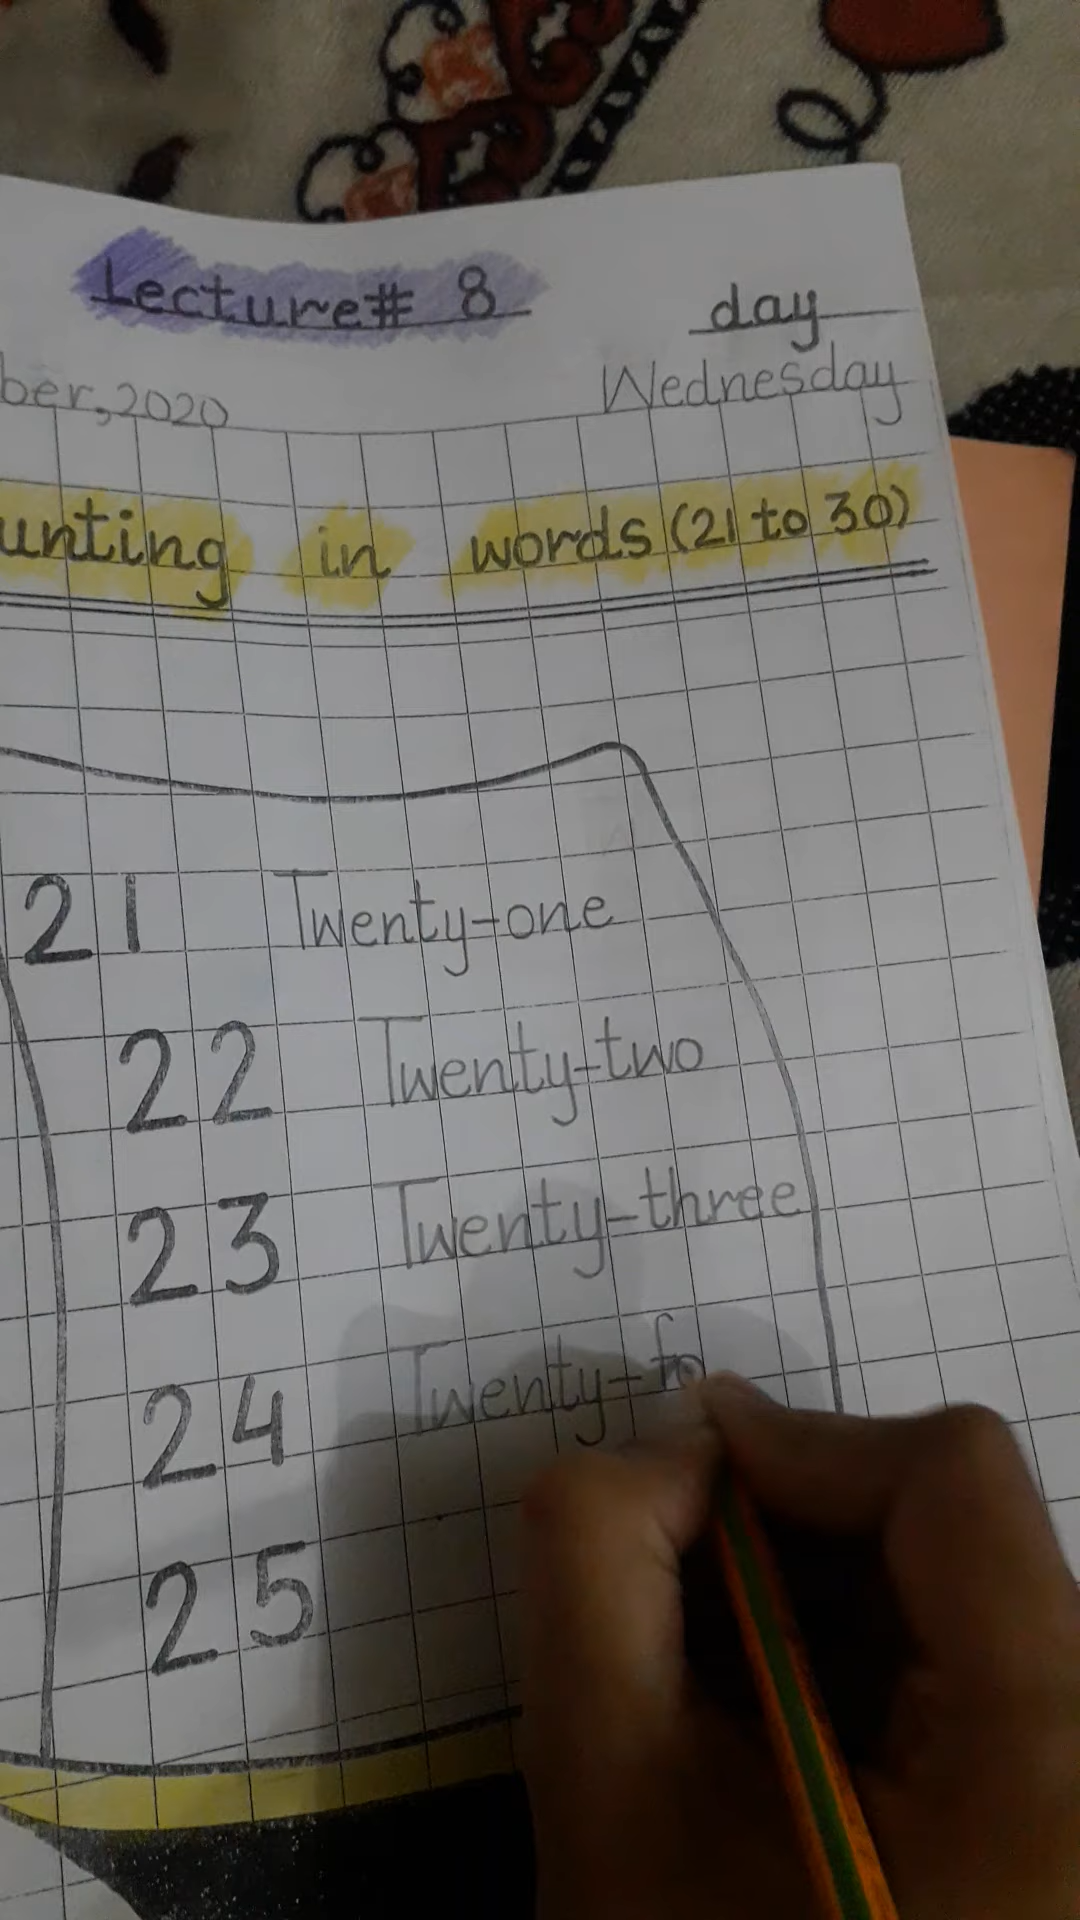 Lecture# 8
day
ber,2020 Wednesday
unting in words (21 to 30)
21 Twenty-one
22 Twenty-two
23 Twenty-three
24 Twenty-fo
25